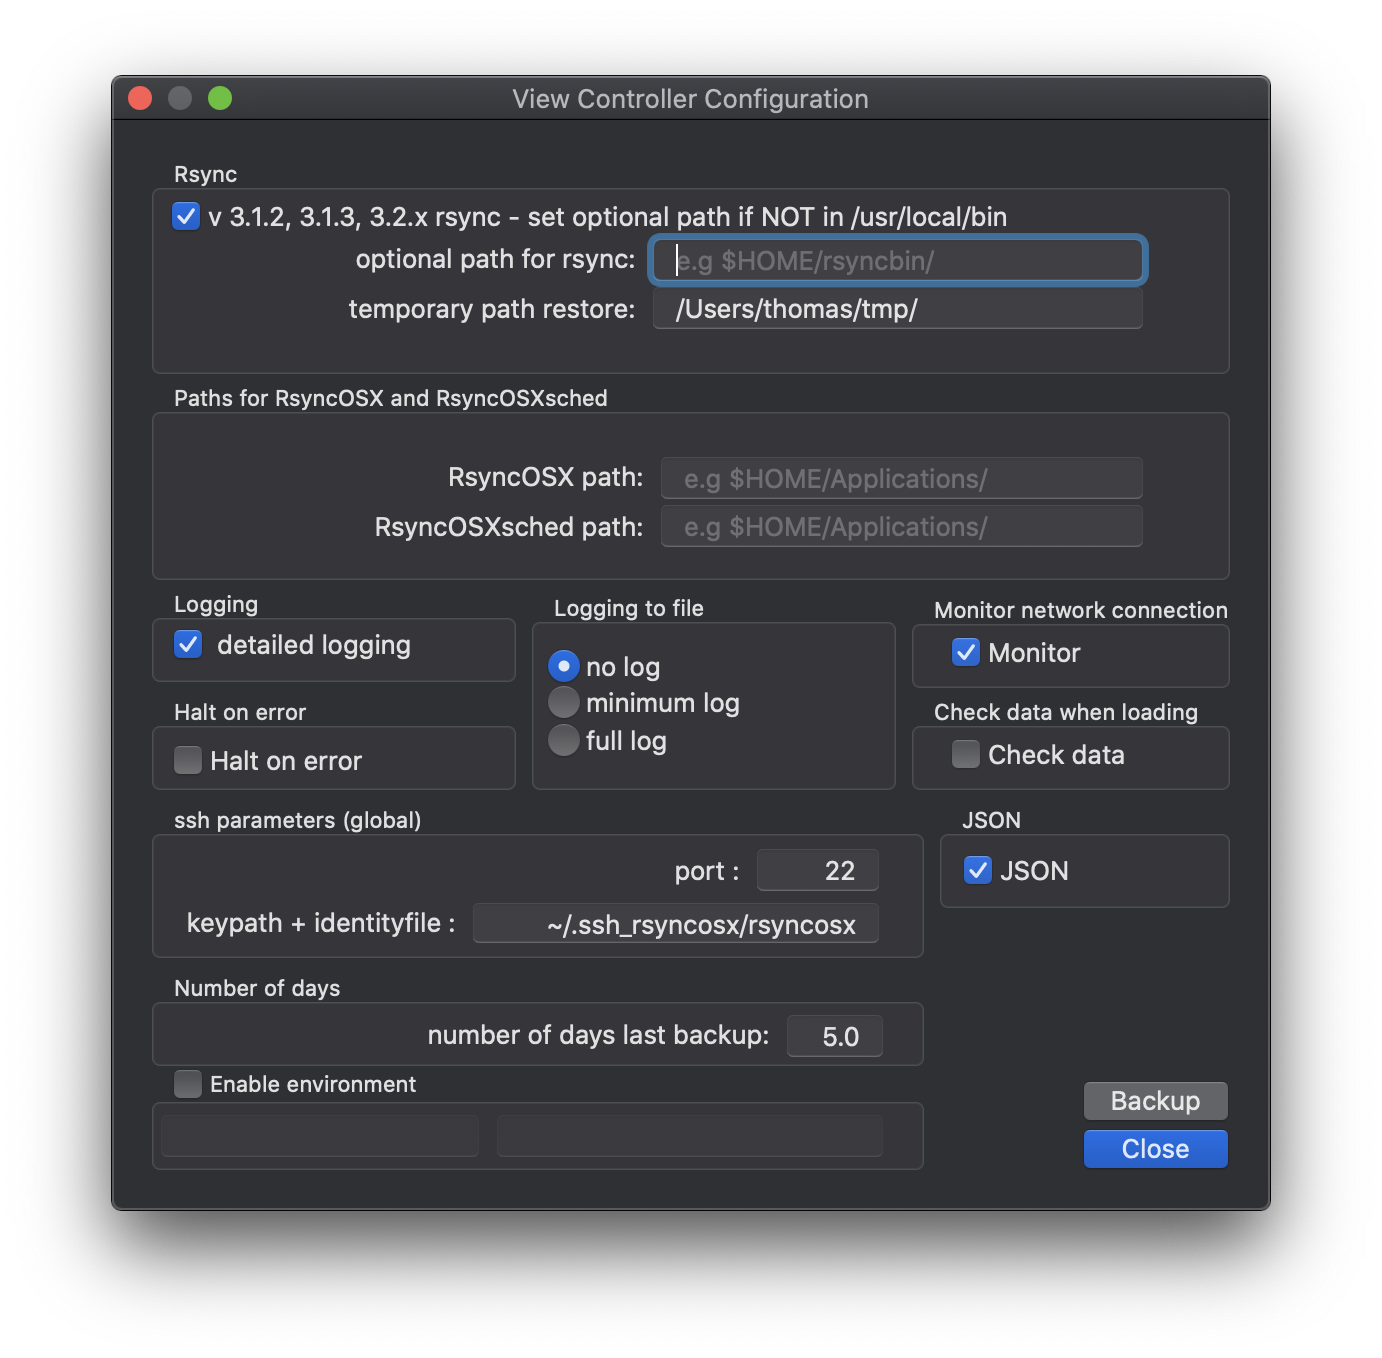 View Controller Configuration
Rsync
v 3.1.2, 3.1.3, 3.2.x rsync - set optional path if NOT in /usr/local/bin
optional path for rsync: e.g $HOME/rsyncbin/
temporary path restore: /Users/thomas/tmp/
Paths for RsyncOSX and RsyncOSXsched
RsyncOSX path: e.g $HOME/Applications/
RsyncOSXsched path: e.g $HOME/Applications/
Logging
detailed logging
Halt on error
Halt on error
Logging to file
no log
minimum log
full log
Monitor network connection
Monitor
Check data when loading
Check data
ssh parameters (global)
port : 22
keypath + identityfile : ~/.ssh_rsyncosx/rsyncosx
JSON
JSON
Number of days
number of days last backup: 5.0
Enable environment
Backup
Close